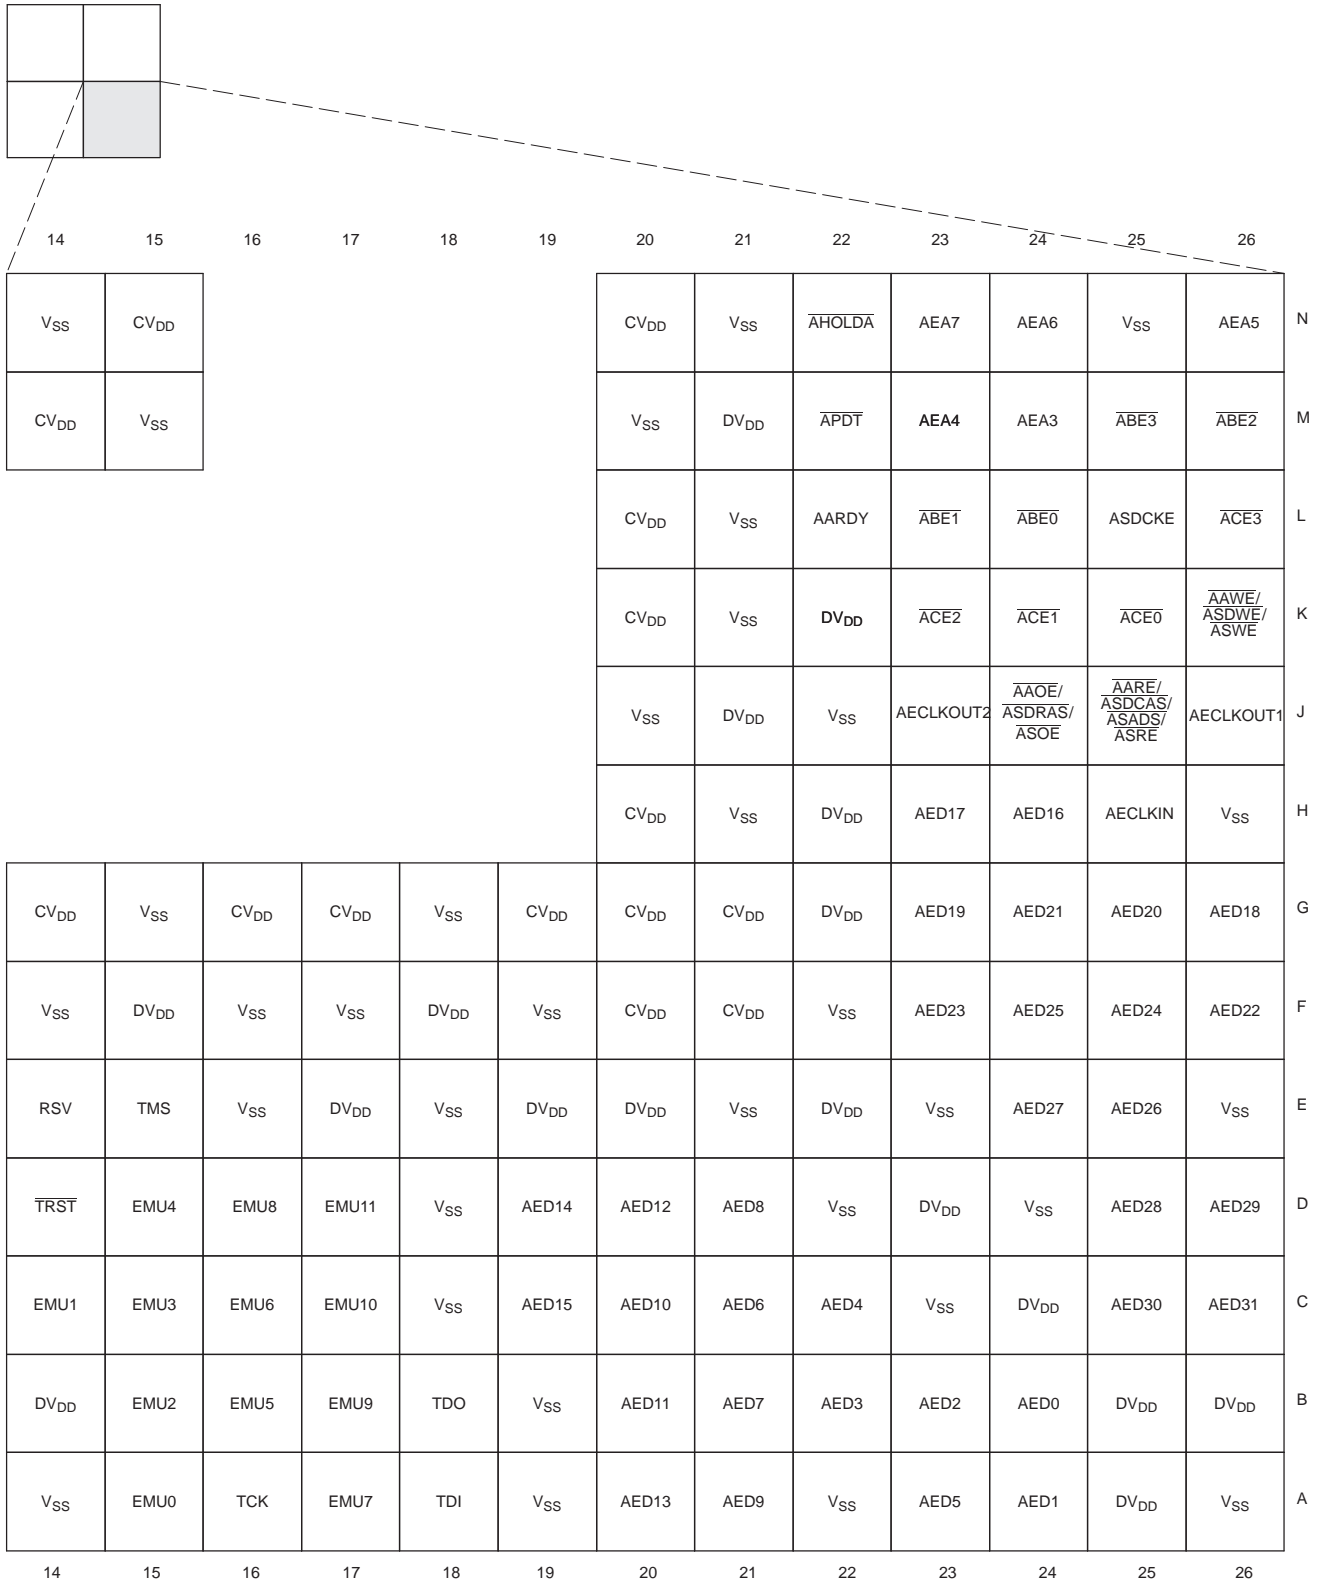 14 15 16 17 18 19 20 21 22 23 24 25 26
VSS CVDD CVDD VSS AHOLDA AEA7 AEA6 VSS AEA5 N
CVDD VSS VSS DVDD APDT AEA4 AEA3 ABE3 ABE2 M
CVDD VSS AARDY ABE1 ABE0 ASDCKE ACE3 L
CVDD VSS DVDD ACE2 ACE1 ACE0 AAWE/ ASDWE/ ASWE K
VSS DVDD VSS AECLKOUT2 AAOE/ ASDRAS/ ASOE AARE/ ASDCAS/ ASADS/ ASRE AECLKOUT1 J
CVDD VSS DVDD AED17 AED16 AECLKIN VSS H
CVDD VSS CVDD CVDD VSS CVDD CVDD CVDD DVDD AED19 AED21 AED20 AED18 G
VSS DVDD VSS VSS DVDD VSS CVDD CVDD VSS AED23 AED25 AED24 AED22 F
RSV TMS VSS DVDD VSS DVDD DVDD VSS DVDD VSS AED27 AED26 VSS E
TRST EMU4 EMU8 EMU11 VSS AED14 AED12 AED8 VSS DVDD VSS AED28 AED29 D
EMU1 EMU3 EMU6 EMU10 VSS AED15 AED10 AED6 AED4 VSS DVDD AED30 AED31 C
DVDD EMU2 EMU5 EMU9 TDO VSS AED11 AED7 AED3 AED2 AED0 DVDD DVDD B
VSS EMU0 TCK EMU7 TDI VSS AED13 AED9 VSS AED5 AED1 DVDD VSS A
14 15 16 17 18 19 20 21 22 23 24 25 26